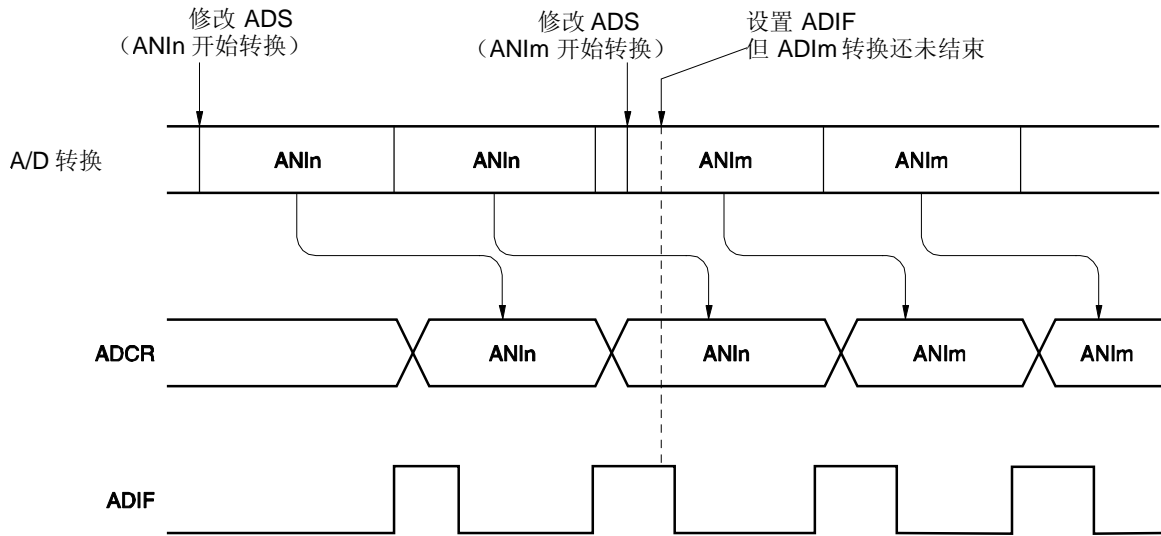 修改 ADS
（ANIn 开始转换）
修改 ADS
（ANIm 开始转换）
设置 ADIF
但 ADIm 转换还未结束
A/D 转换
ANIn
ANIn
ANIm
ANIm
ADCR
ANIn
ANIn
ANIm
ANIm
ADIF